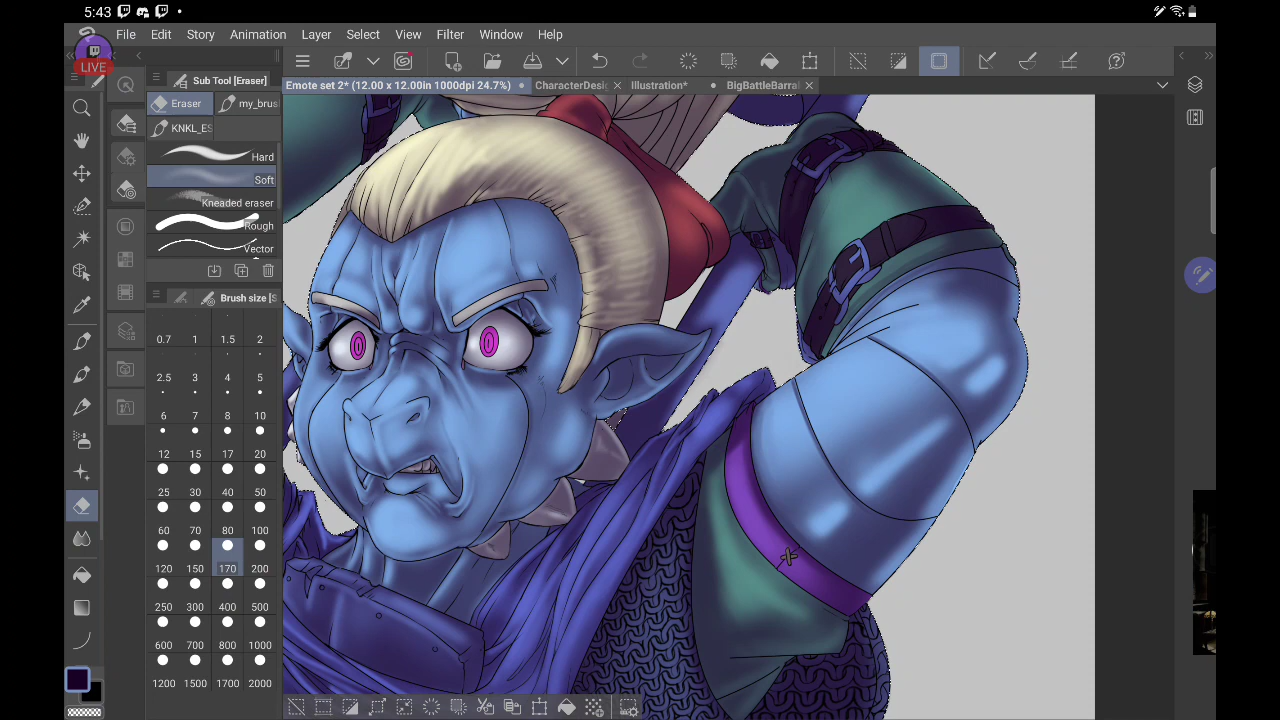 5:43
File Edit Story Animation Layer Select View Filter Window Help
LIVE
Sub Tool [Eraser]
Emote set 2* (12.00 x 12.00in 1000dpi 24.7%) CharacterDesig Illustration* BigBattleBarral
Eraser my_brus
KNKL_ES
Hard
Soft
Kneaded eraser
Rough
Vector
Brush size [S
0.7 1 1.5 2
2.5 3 4 5
6 7 8 10
12 15 17 20
25 30 40 50
60 70 80 100
120 150 170 200
250 300 400 500
600 700 800 1000
1200 1500 1700 2000